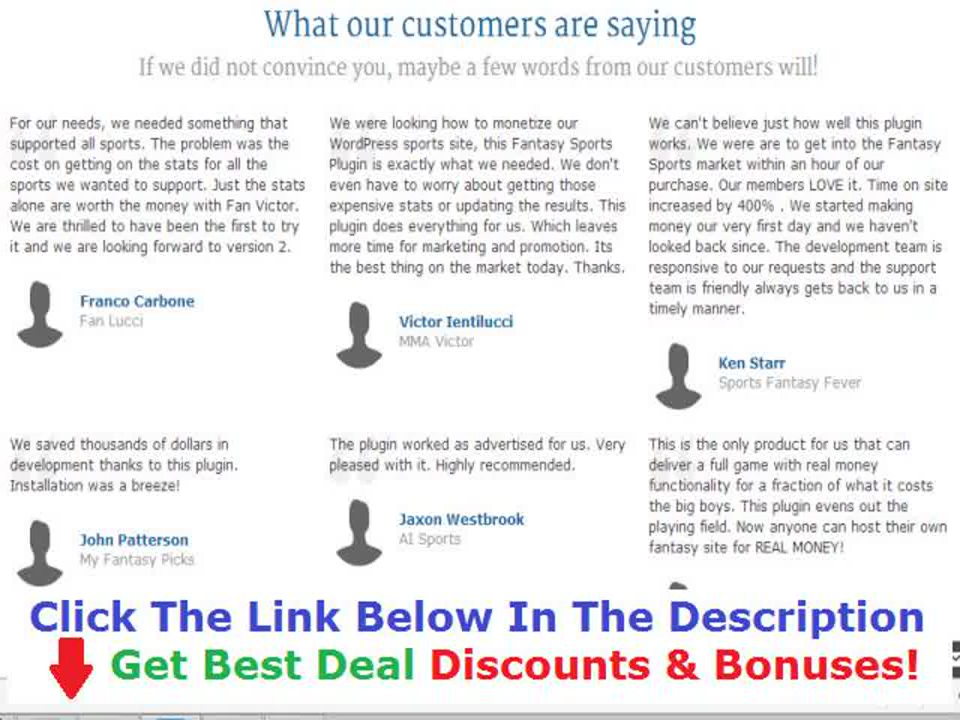 What our customers are saying
If we did not convince you, maybe a few words from our customers will!
For our needs, we needed something that
supported all sports. The problem was the
cost on getting on the stats for all the
sports we wanted to support. Just the stats
alone are worth the money with Fan Victor.
We are thrilled to have been the first to try
it and we are looking forward to version 2.
Franco Carbone
Fan Lucci
We were looking how to monetize our
WordPress sports site, this Fantasy Sports
Plugin is exactly what we needed. We don't
even have to worry about getting those
expensive stats or updating the results. This
plugin does everything for us. Which leaves
more time for marketing and promotion. Its
the best thing on the market today. Thanks.
Victor Ientilucci
MMA Victor
We can't believe just how well this plugin
works. We were are to get into the Fantasy
Sports market within an hour of our
purchase. Our members LOVE it. Time on site
increased by 400% . We started making
money our very first day and we haven't
looked back since. The development team is
responsive to our requests and the support
team is friendly always gets back to us in a
timely manner.
Ken Starr
Sports Fantasy Fever
We saved thousands of dollars in
development thanks to this plugin.
Installation was a breeze!
John Patterson
My Fantasy Picks
The plugin worked as advertised for us. Very
pleased with it. Highly recommended.
Jaxon Westbrook
AI Sports
This is the only product for us that can
deliver a full game with real money
functionality for a fraction of what it costs
the big boys. This plugin evens out the
playing field. Now anyone can host their own
fantasy site for REAL MONEY!
Click The Link Below In The Description
Get Best Deal Discounts & Bonuses!